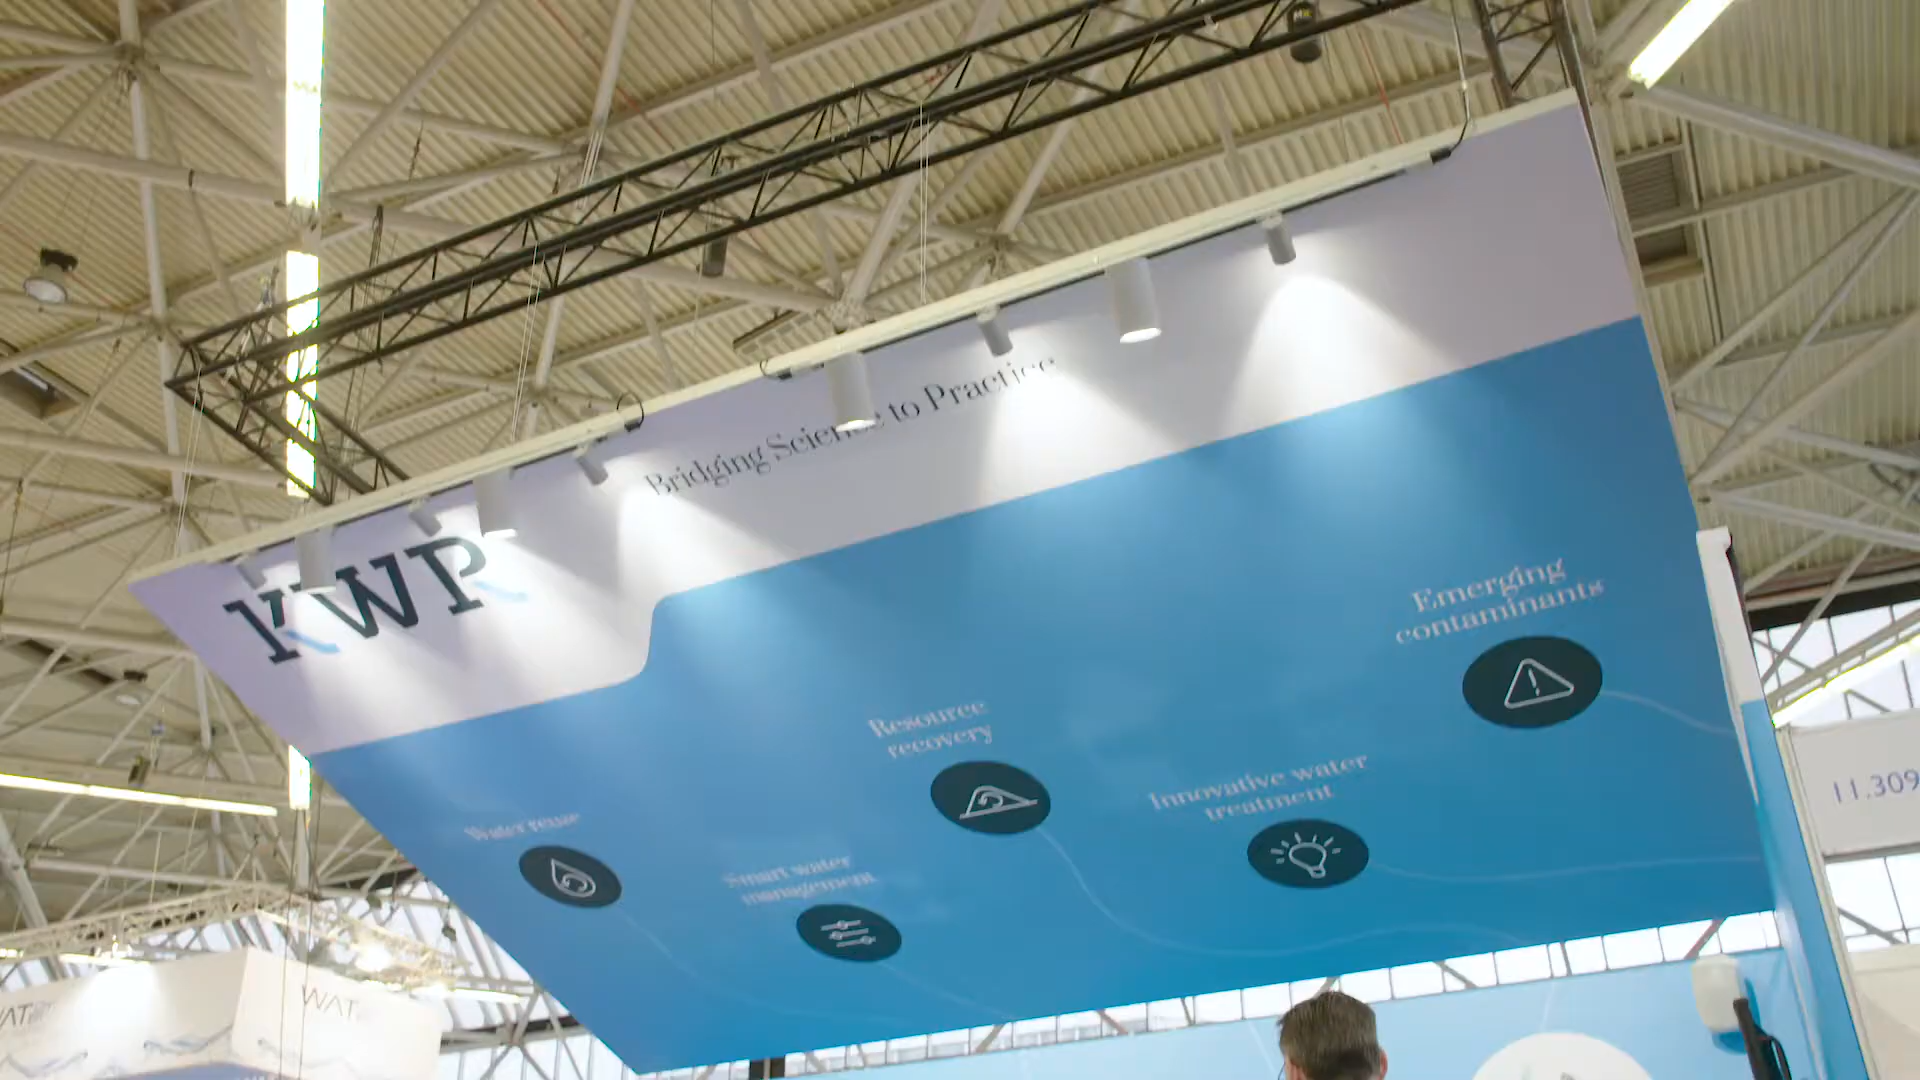 Bridging Science to Practice
KWR
Emerging
contaminants
Resource
recovery
Innovative water
treatment
Water reuse
Smart water
management
11.309
WAT